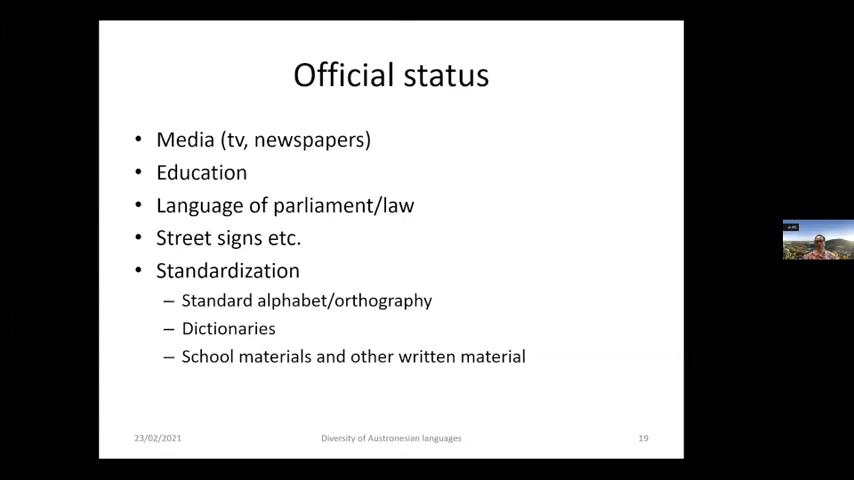 Official status
• Media (tv, newspapers)
• Education
• Language of parliament/law
• Street signs etc.
• Standardization
– Standard alphabet/orthography
– Dictionaries
– School materials and other written material
23/02/2021 Diversity of Austronesian languages 19